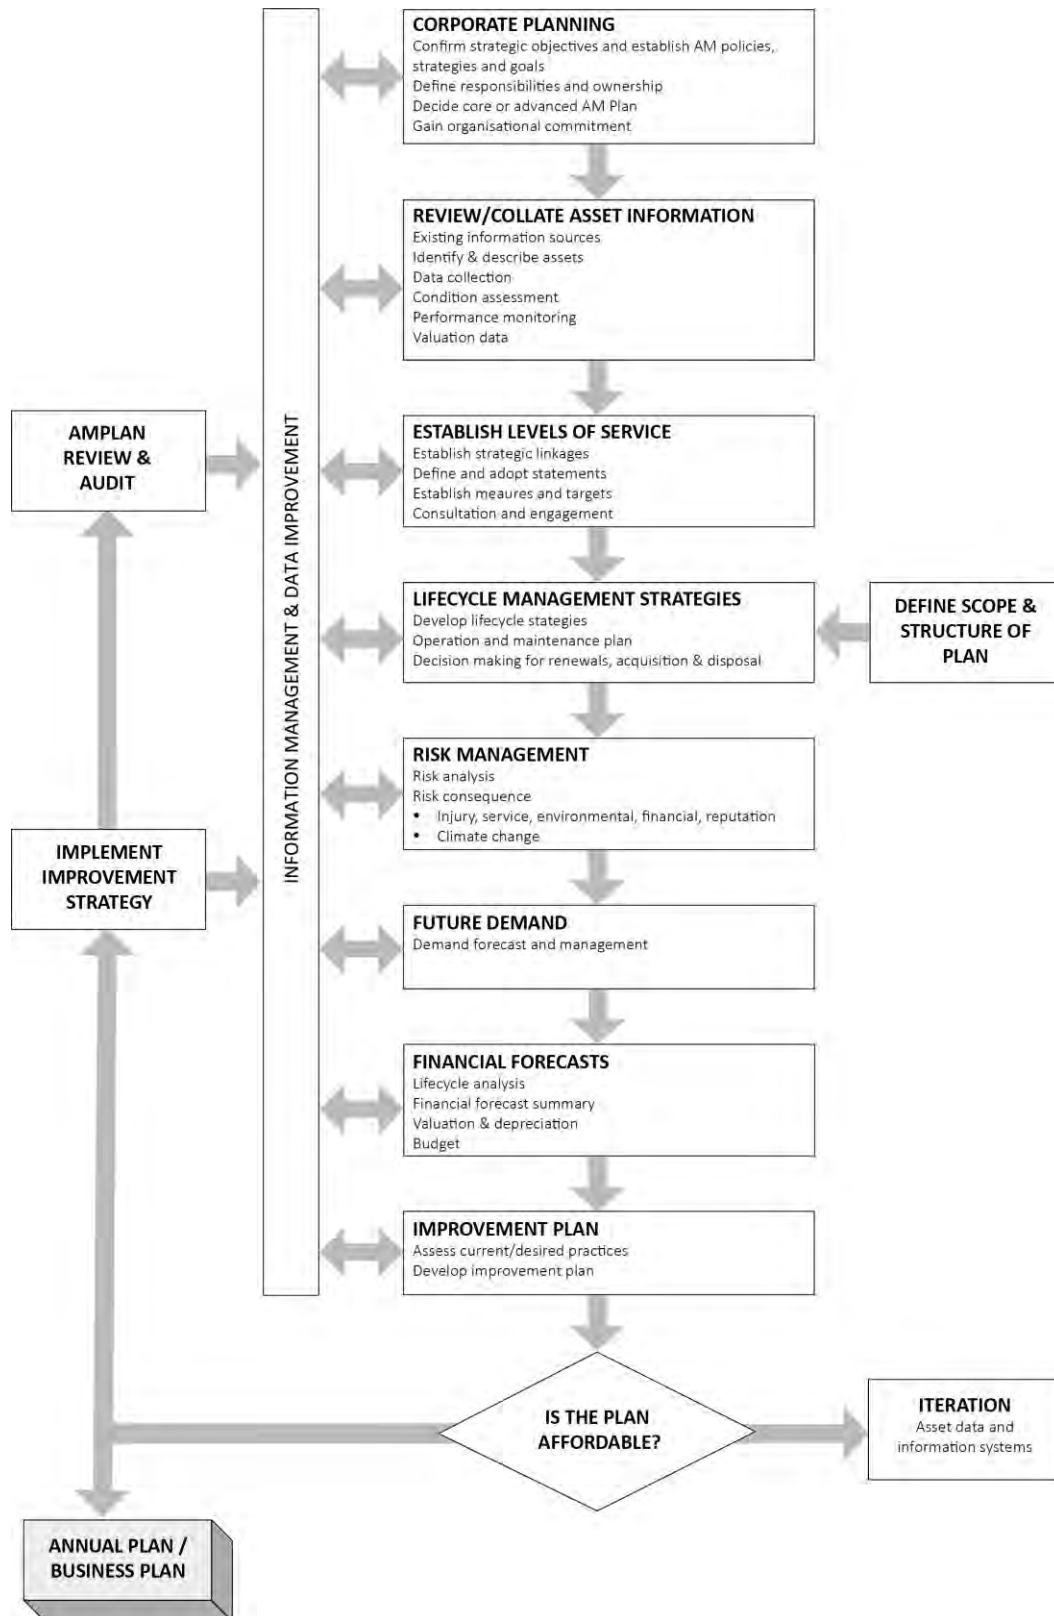 CORPORATE PLANNING
Confirm strategic objectives and establish AM policies,
strategies and goals
Define responsibilities and ownership
Decide core or advanced AM Plan
Gain organisational commitment
REVIEW/COLLATE ASSET INFORMATION
Existing information sources
Identify & describe assets
Data collection
Condition assessment
Performance monitoring
Valuation data
INFORMATION MANAGEMENT & DATA IMPROVEMENT
AMPLAN
REVIEW &
AUDIT
ESTABLISH LEVELS OF SERVICE
Establish strategic linkages
Define and adopt statements
Establish measures and targets
Consultation and engagement
LIFECYCLE MANAGEMENT STRATEGIES
Develop lifecycle stategies
Operation and maintenance plan
Decision making for renewals, acquisition & disposal
DEFINE SCOPE &
STRUCTURE OF
PLAN
RISK MANAGEMENT
Risk analysis
Risk consequence
• Injury, service, environmental, financial, reputation
• Climate change
IMPLEMENT
IMPROVEMENT
STRATEGY
FUTURE DEMAND
Demand forecast and management
FINANCIAL FORECASTS
Lifecycle analysis
Financial forecast summary
Valuation & depreciation
Budget
IMPROVEMENT PLAN
Assess current/desired practices
Develop improvement plan
IS THE PLAN
AFFORDABLE?
ITERATION
Asset data and
information systems
ANNUAL PLAN /
BUSINESS PLAN